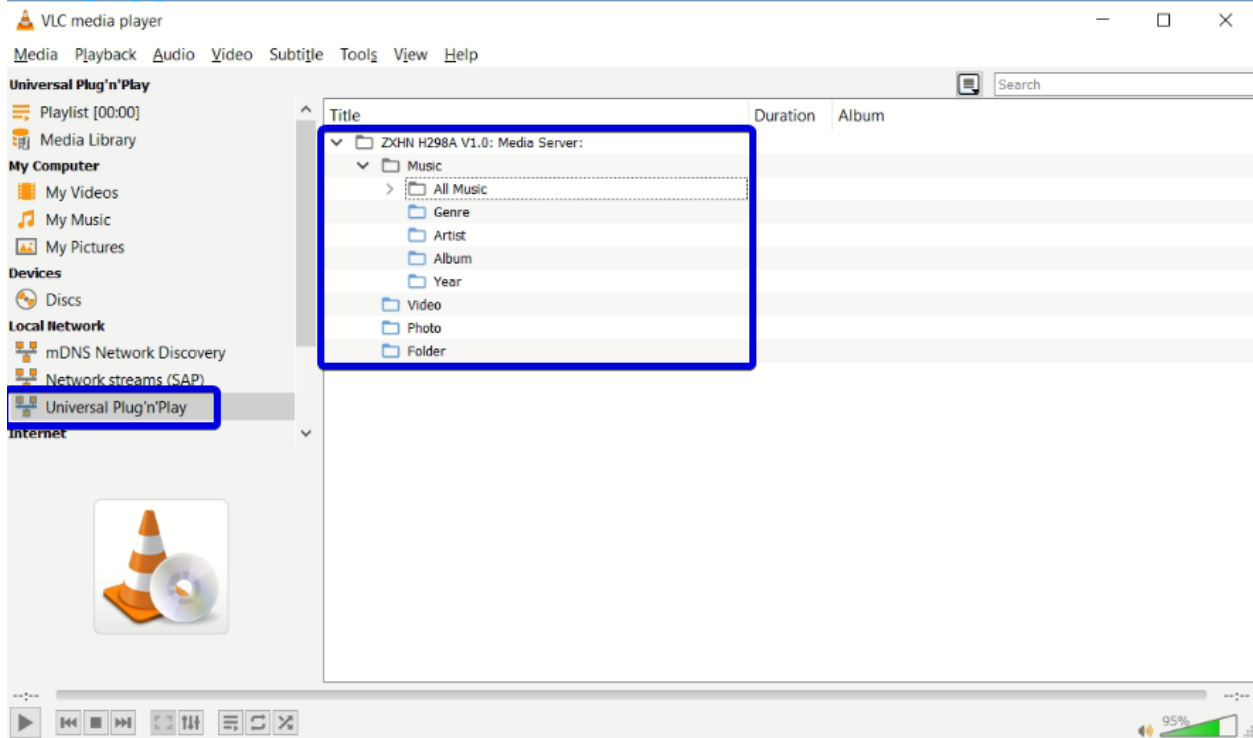 VLC media player
Media Playback Audio Video Subtitle Tools View Help
Universal Plug'n'Play
Search
Playlist [00:00]
Media Library
My Computer
My Videos
My Music
My Pictures
Devices
Discs
Local Network
mDNS Network Discovery
Network streams (SAP)
Universal Plug'n'Play
Internet
Title Duration Album
ZXHN H298A V1.0: Media Server:
Music
All Music
Genre
Artist
Album
Year
Video
Photo
Folder
--:-- --:--
95%